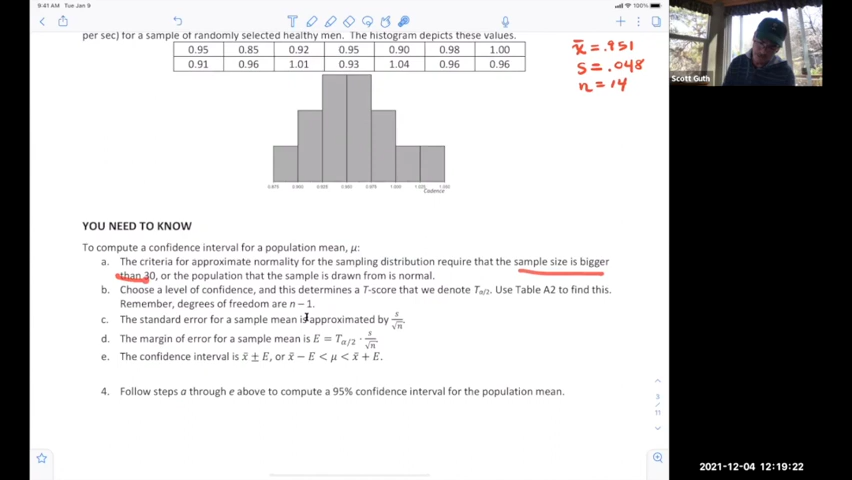 9:41 AM Tue Jan 9
100%
per sec) for a sample of randomly selected healthy men. The histogram depicts these values.
0.95 0.85 0.92 0.95 0.90 0.98 1.00
0.91 0.96 1.01 0.93 1.04 0.96 0.96
x̄ = .951
s = .048
n = 14
Scott Guth
Cadence
YOU NEED TO KNOW
To compute a confidence interval for a population mean, μ:
a. The criteria for approximate normality for the sampling distribution require that the sample size is bigger
than 30, or the population that the sample is drawn from is normal.
b. Choose a level of confidence, and this determines a T-score that we denote Tα/2. Use Table A2 to find this.
Remember, degrees of freedom are n – 1.
c. The standard error for a sample mean is approximated by s/√n.
d. The margin of error for a sample mean is E = Tα/2 · s/√n
e. The confidence interval is x̄ ± E, or x̄ − E < μ < x̄ + E.
4. Follow steps a through e above to compute a 95% confidence interval for the population mean.
3
11
2021-12-04 12:19:22